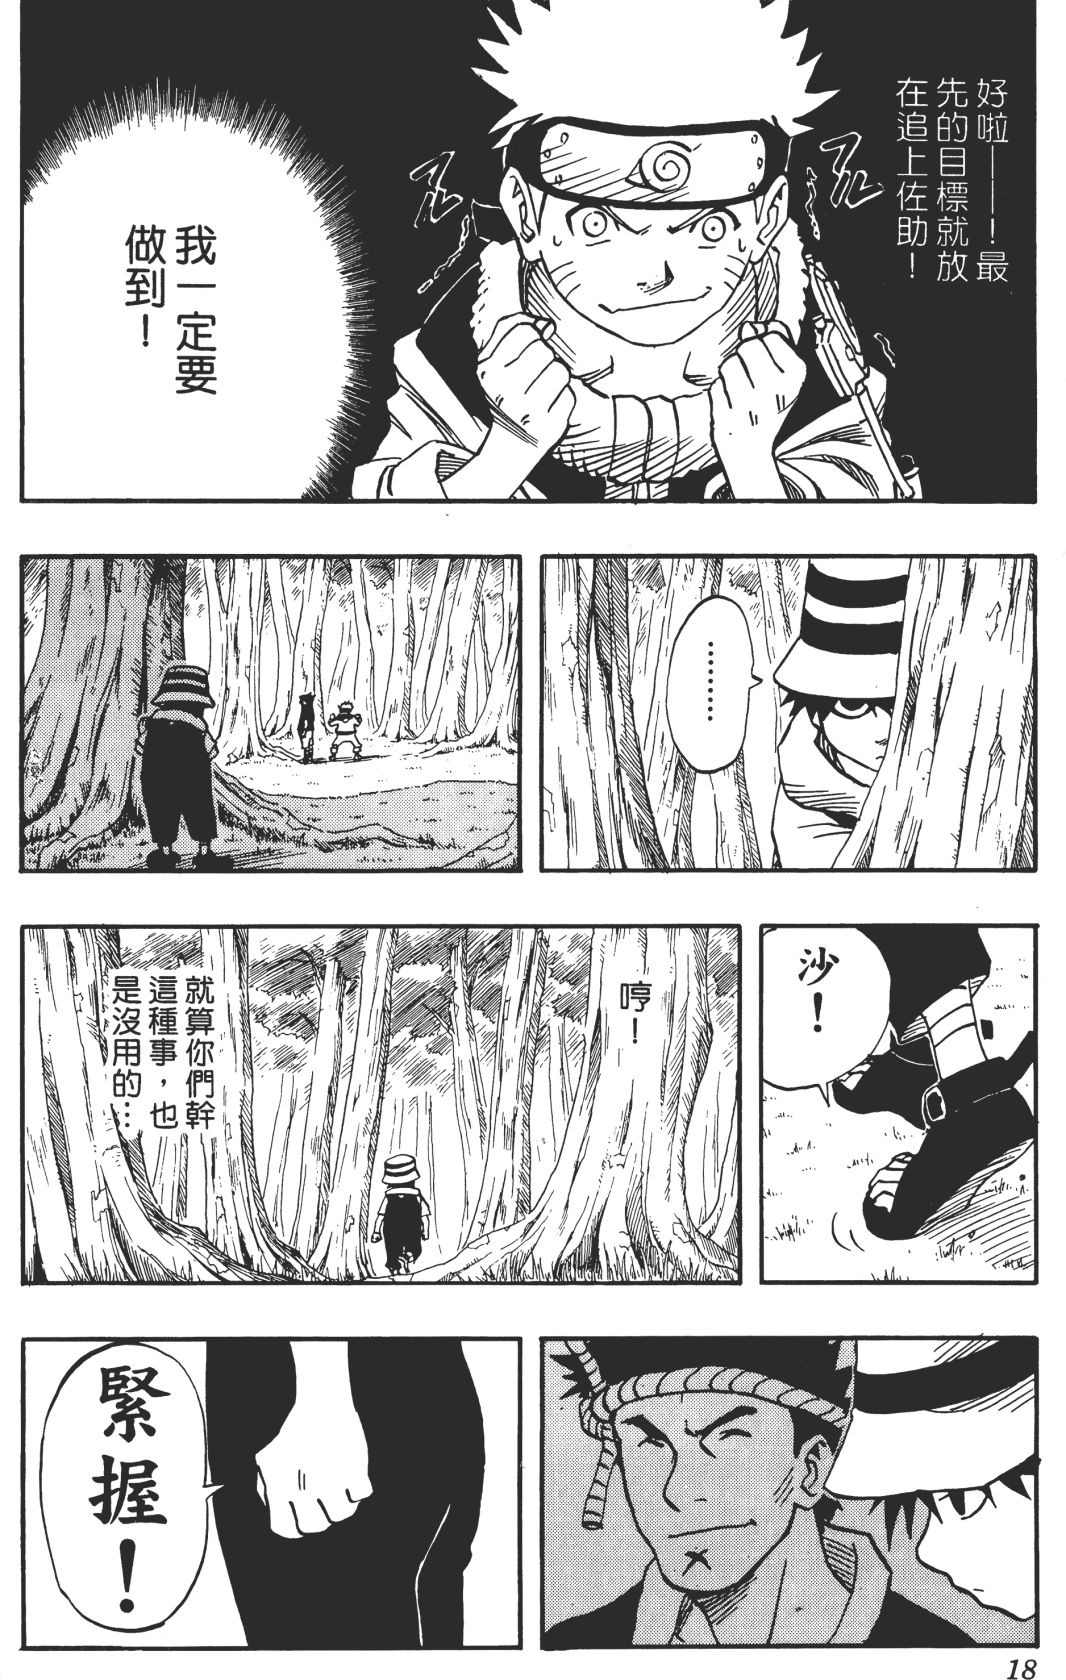 好啦——！最
先的目標就放
在追上佐助！
我一定要
做到！
………
沙！
哼！
就算你們幹
這種事，也
是沒用的…
緊握！
18